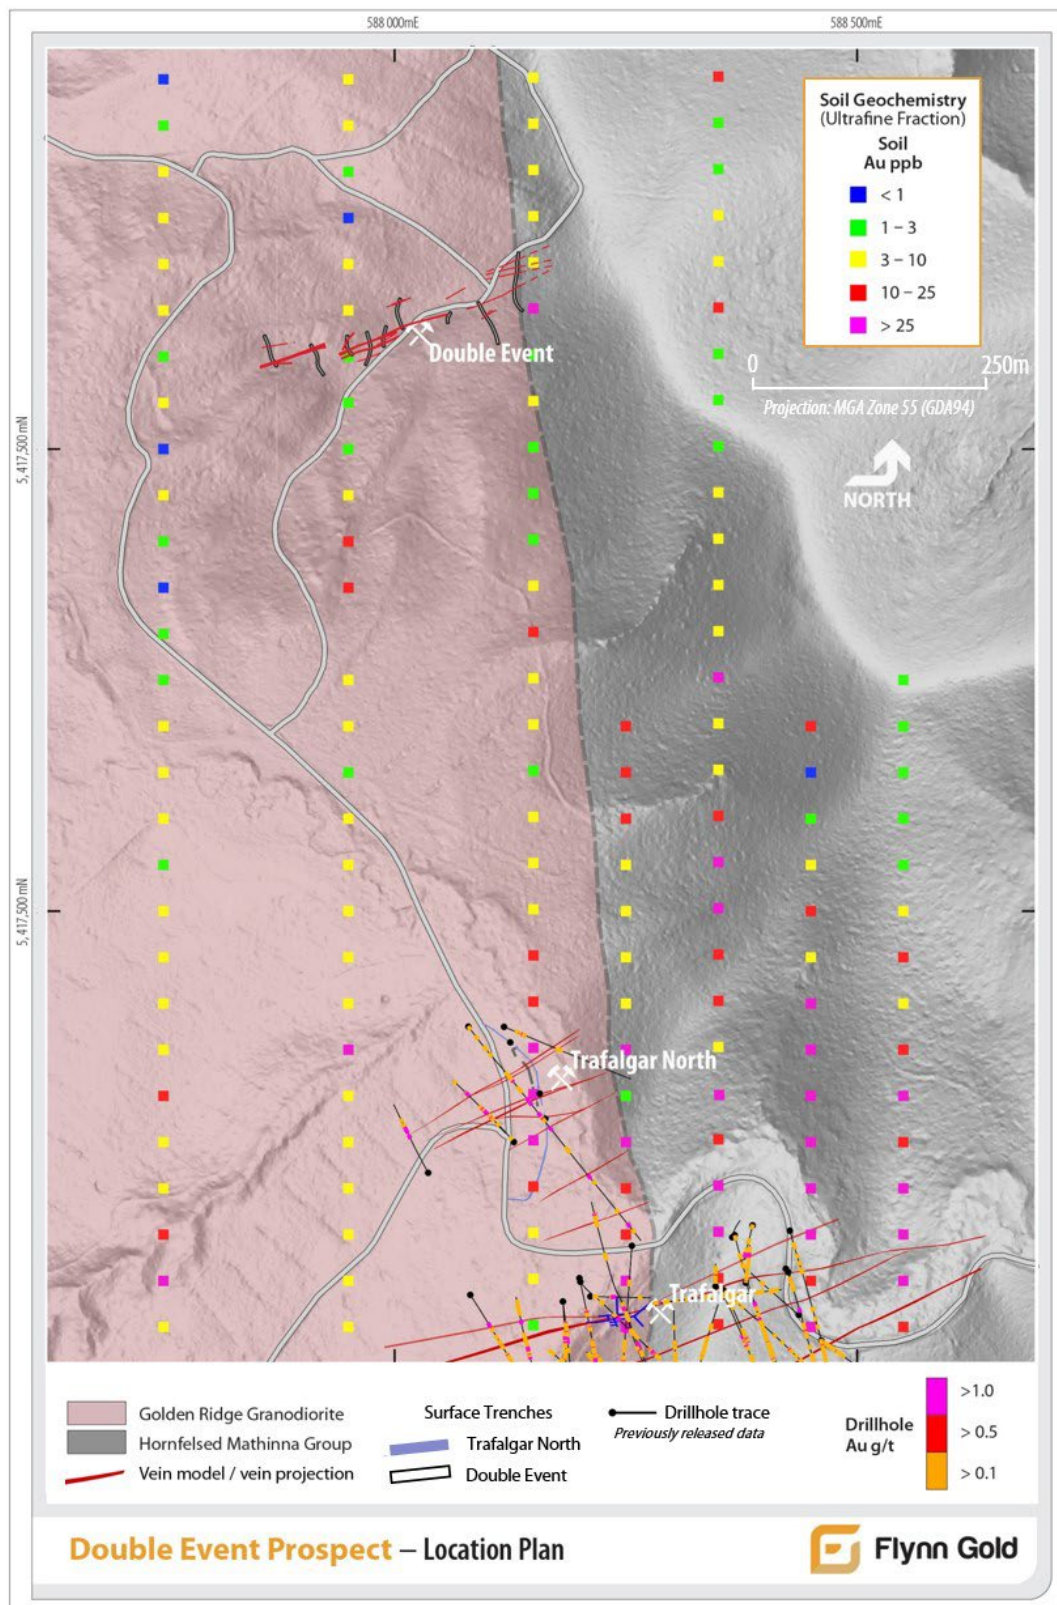 588 000mE
588 500mE
Soil Geochemistry
(Ultrafine Fraction)
Soil
Au ppb
< 1
1 – 3
3 – 10
10 – 25
> 25
0
250m
Projection: MGA Zone 55 (GDA94)
NORTH
Double Event
5,417,500 mN
5,417,500 mN
Trafalgar North
Trafalgar
Golden Ridge Granodiorite
Hornfelsed Mathinna Group
Vein model / vein projection
Surface Trenches
Trafalgar North
Double Event
Drillhole trace
Previously released data
Drillhole
Au g/t
>1.0
> 0.5
> 0.1
Double Event Prospect – Location Plan
Flynn Gold